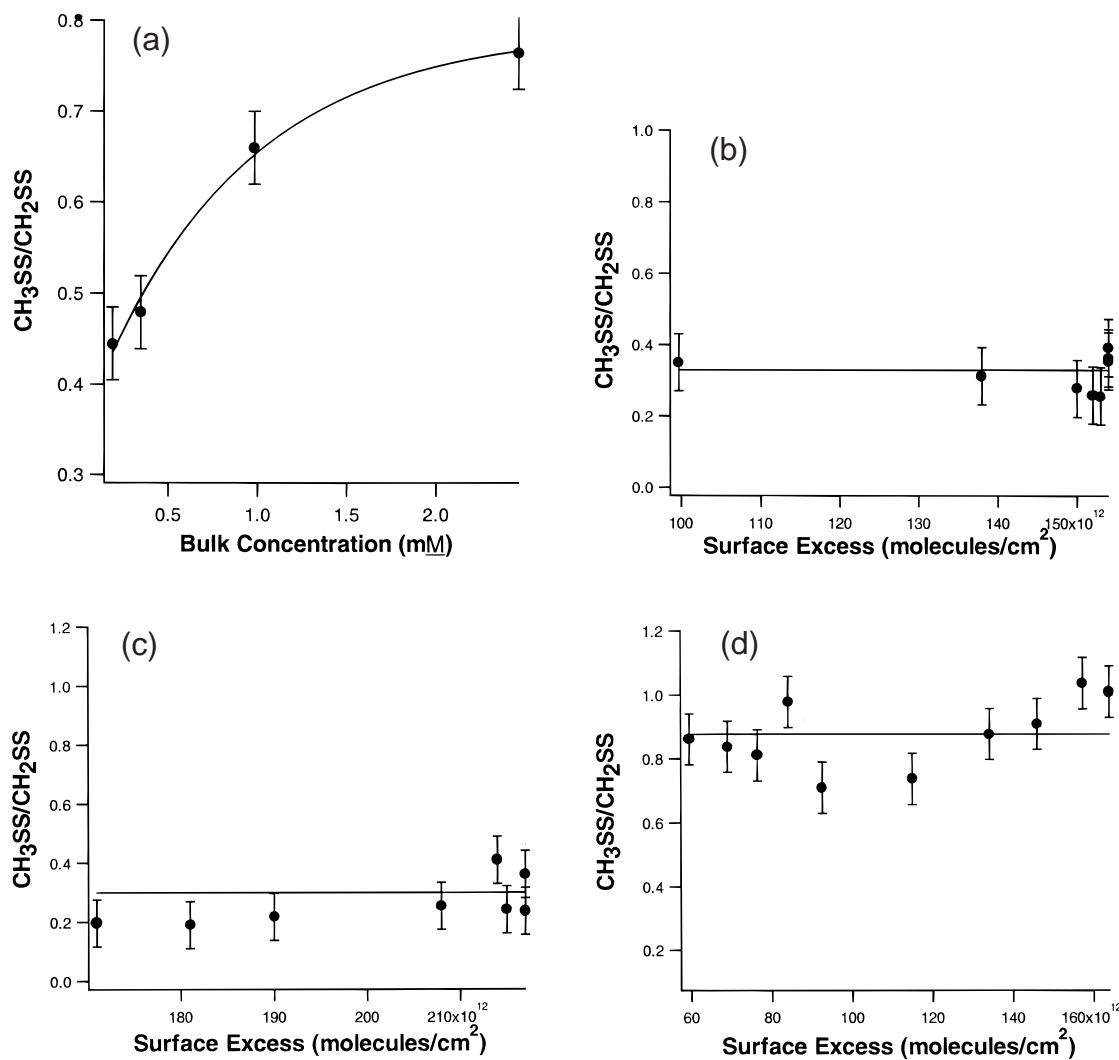 (a)
0.8
0.7
0.6
0.5
0.4
0.3
CH₃SS/CH₂SS
0.5 1.0 1.5 2.0
Bulk Concentration (mM)
(b)
1.0
0.8
0.6
0.4
0.2
0.0
CH₃SS/CH₂SS
100 110 120 130 140 150x10¹²
Surface Excess (molecules/cm²)
(c)
1.2
1.0
0.8
0.6
0.4
0.2
0.0
CH₃SS/CH₂SS
180 190 200 210x10¹²
Surface Excess (molecules/cm²)
(d)
1.2
1.0
0.8
0.6
0.4
0.2
CH₃SS/CH₂SS
60 80 100 120 140 160x10¹²
Surface Excess (molecules/cm²)